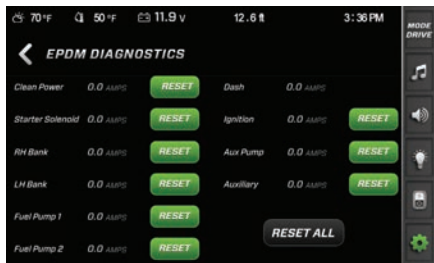 70°F 50°F 11.9 V 12.6 ft 3:36 PM
MODE
DRIVE
EPDM DIAGNOSTICS
Clean Power 0.0 AMPS RESET Dash 0.0 AMPS
Starter Solenoid 0.0 AMPS RESET Ignition 0.0 AMPS RESET
RH Bank 0.0 AMPS RESET Aux Pump 0.0 AMPS RESET
LH Bank 0.0 AMPS RESET Auxiliary 0.0 AMPS RESET
Fuel Pump 1 0.0 AMPS RESET
Fuel Pump 2 0.0 AMPS RESET
RESET ALL